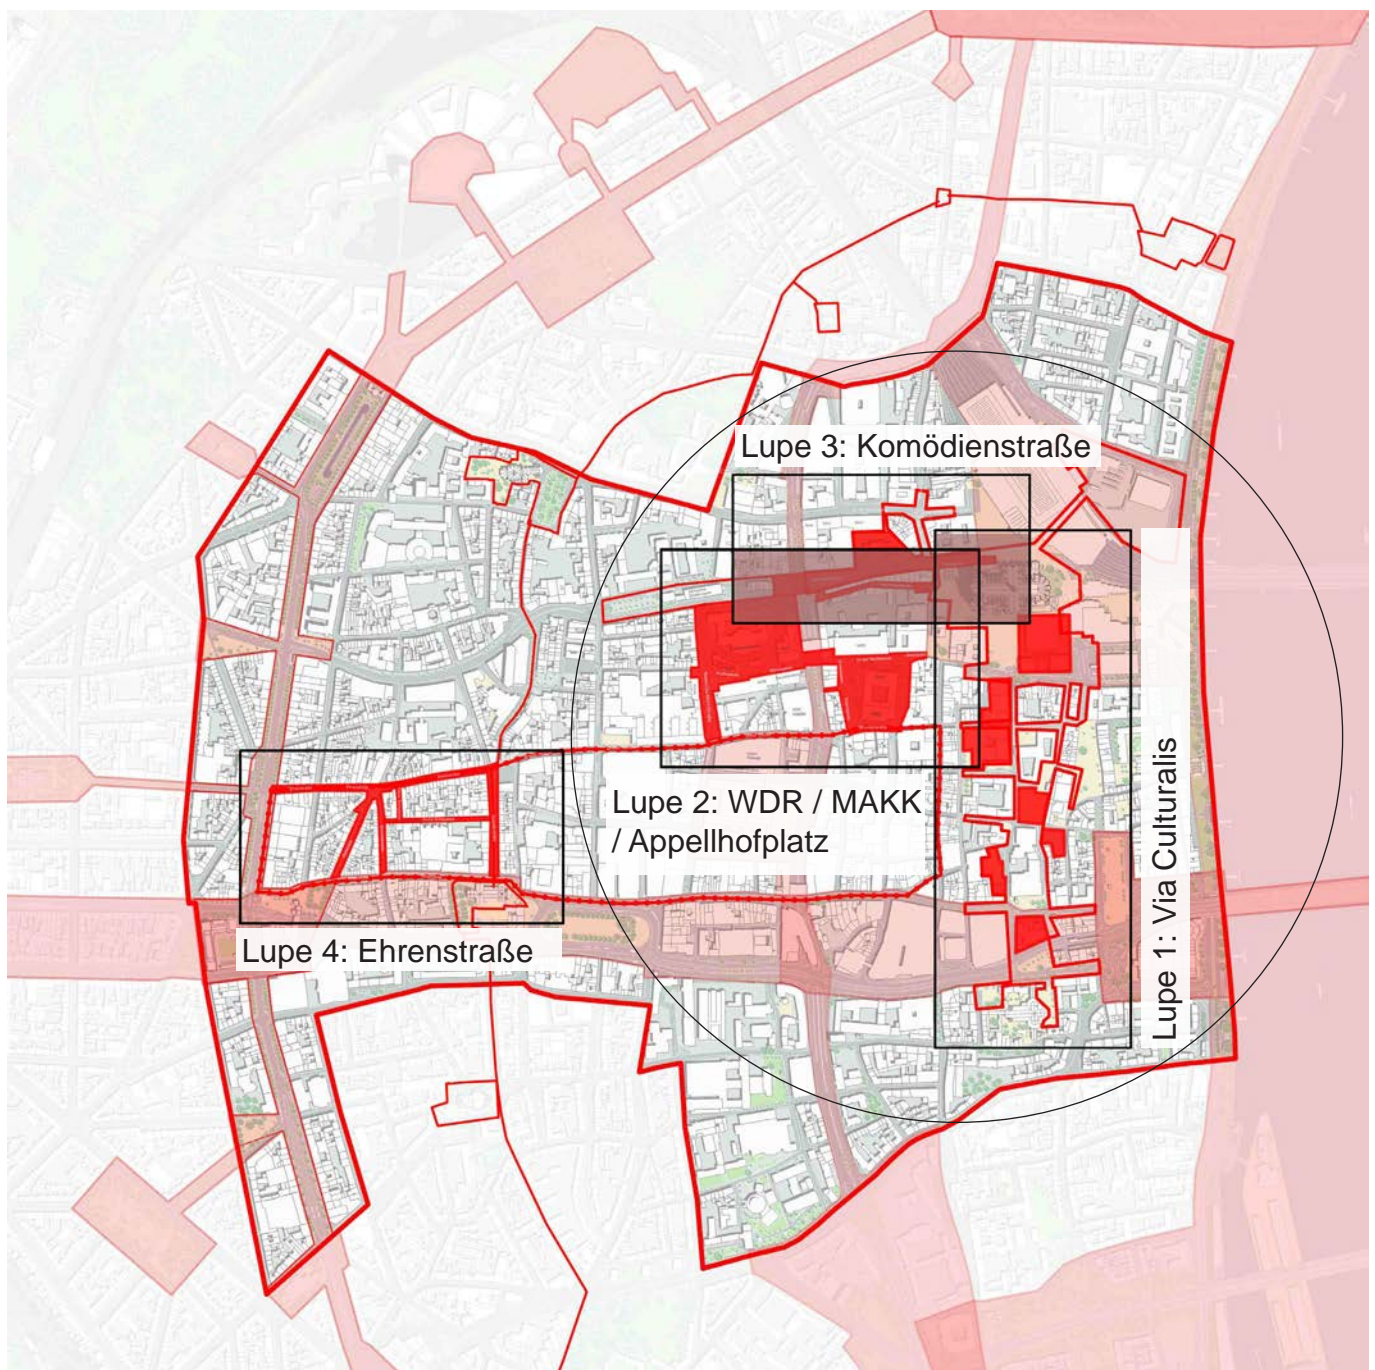 Lupe 3: Komödienstraße
Lupe 2: WDR / MAKK
/ Appellhofplatz
Lupe 1: Via Culturalis
Lupe 4: Ehrenstraße